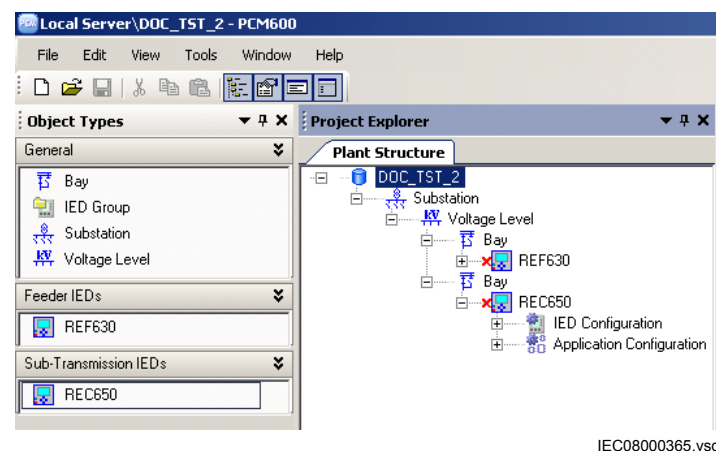 Local Server\DOC_TST_2 - PCM600
File Edit View Tools Window Help
Object Types
General
Bay
IED Group
Substation
Voltage Level
Feeder IEDs
REF630
Sub-Transmission IEDs
REC650
Project Explorer
Plant Structure
DOC_TST_2
Substation
Voltage Level
Bay
REF630
Bay
REC650
IED Configuration
Application Configuration
IEC08000365.vsd